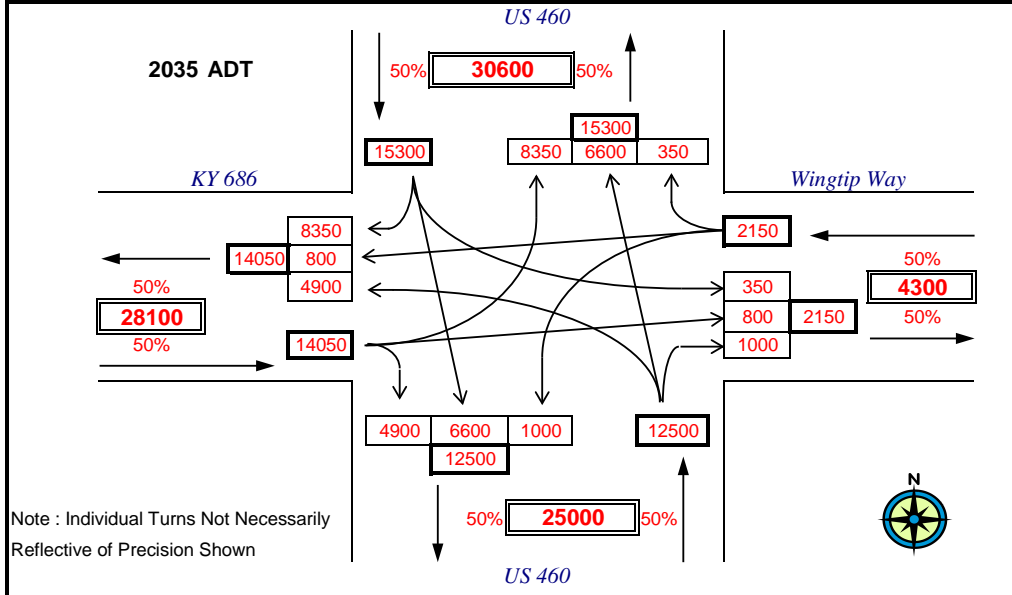 US 460
2035 ADT
50% 30600 50%
15300
15300
8350 6600 350
KY 686
Wingtip Way
8350
2150
14050 800
50%
4900
350
4300
50%
800 2150
50%
28100
50%
14050
1000
4900 6600 1000
12500
12500
N
Note : Individual Turns Not Necessarily
50% 25000 50%
Reflective of Precision Shown
US 460